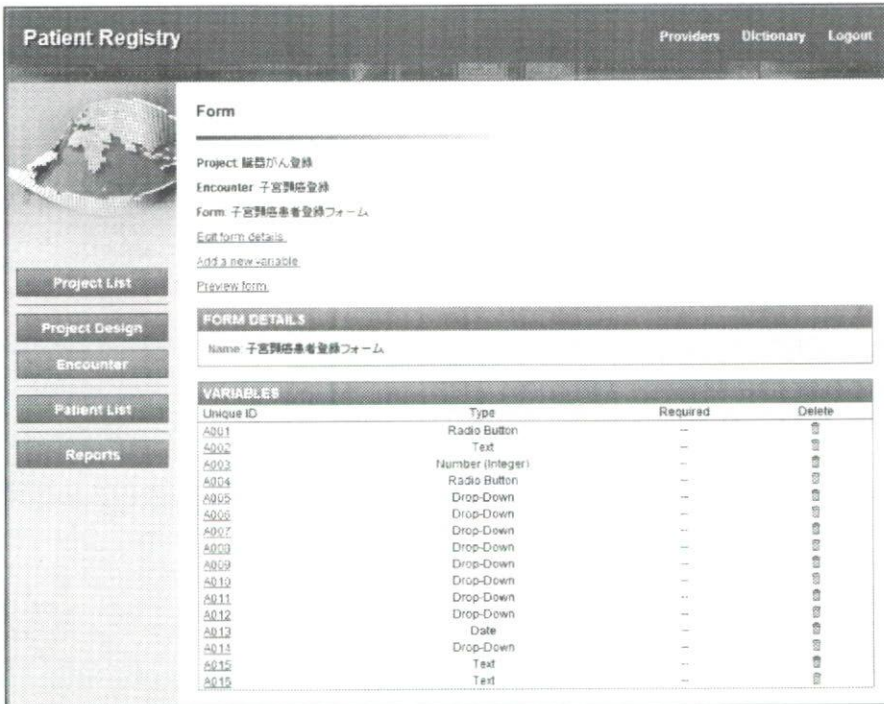 Patient Registry
Providers Dictionary Logout
Form
Project 臓器がん登録
Encounter 子宮頸癌登録
Form 子宮頸癌患者登録フォーム
Edit form details
Add a new variable
Preview form
Project List
Project Design
Encounter
Patient List
Reports
FORM DETAILS
Name 子宮頸癌患者登録フォーム
VARIABLES
Unique ID Type Required Delete
A001 Radio Button --
A002 Text --
A003 Number (Integer) --
A004 Radio Button --
A005 Drop-Down --
A006 Drop-Down --
A007 Drop-Down --
A008 Drop-Down --
A009 Drop-Down --
A010 Drop-Down --
A011 Drop-Down --
A012 Drop-Down --
A013 Date --
A014 Drop-Down --
A015 Text --
Text --